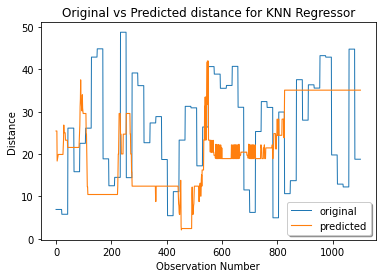 Original vs Predicted distance for KNN Regressor
Distance
50
40
30
20
10
0
original
predicted
0 200 400 600 800 1000
Observation Number